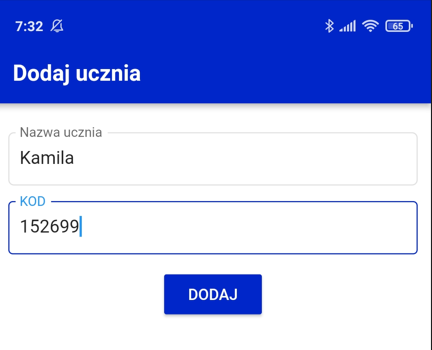 7:32 65
Dodaj ucznia
Nazwa ucznia
Kamila
KOD
152699
DODAJ